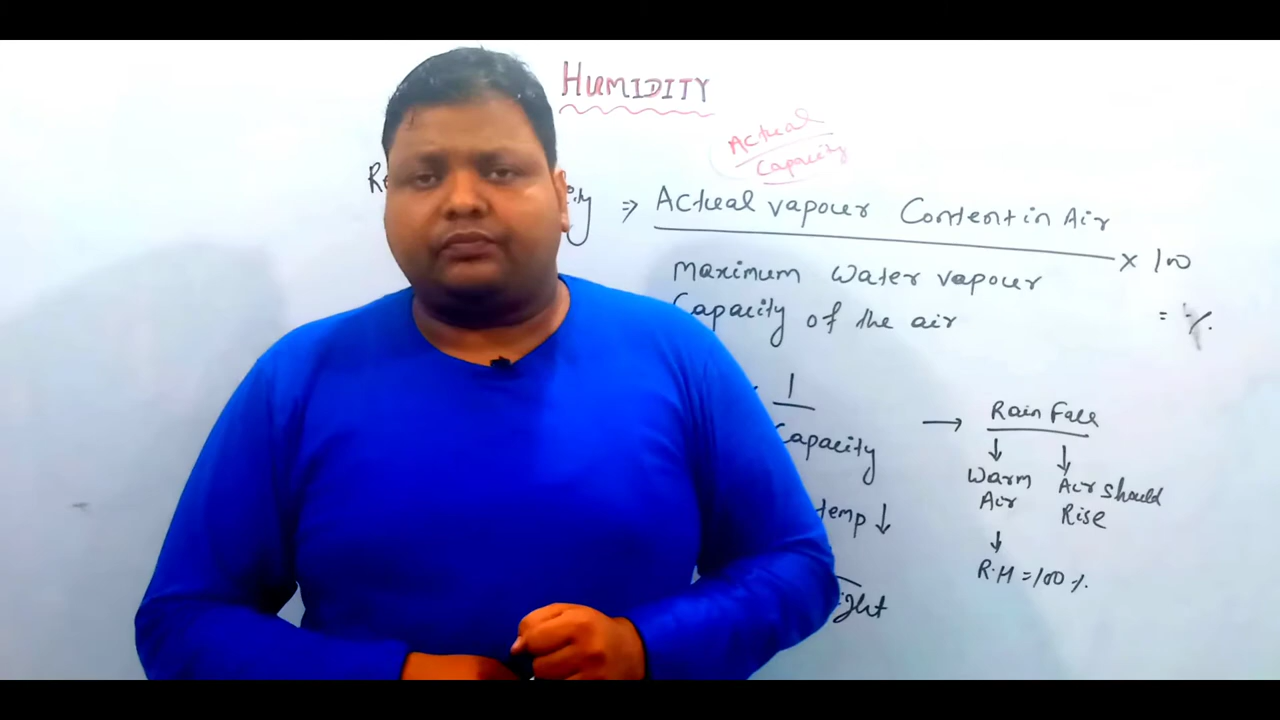 HUMIDITY
Actual
Capacity
⇒ Actual vapour Content in Air
× 100
Maximum Water vapour
Capacity of the air
= %
1
Capacity
→ Rain Fall
↓ ↓
Warm Air should
Air Rise
temp ↓
↓
R.H = 100 %